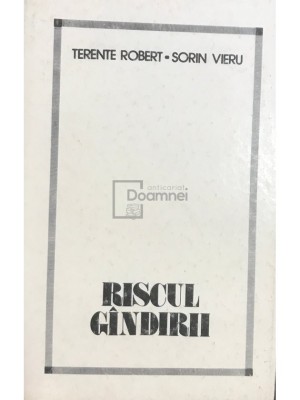 TERENTE ROBERT • SORIN VIERU
anticariat
Doamnei
RISCUL
GÎNDIRII